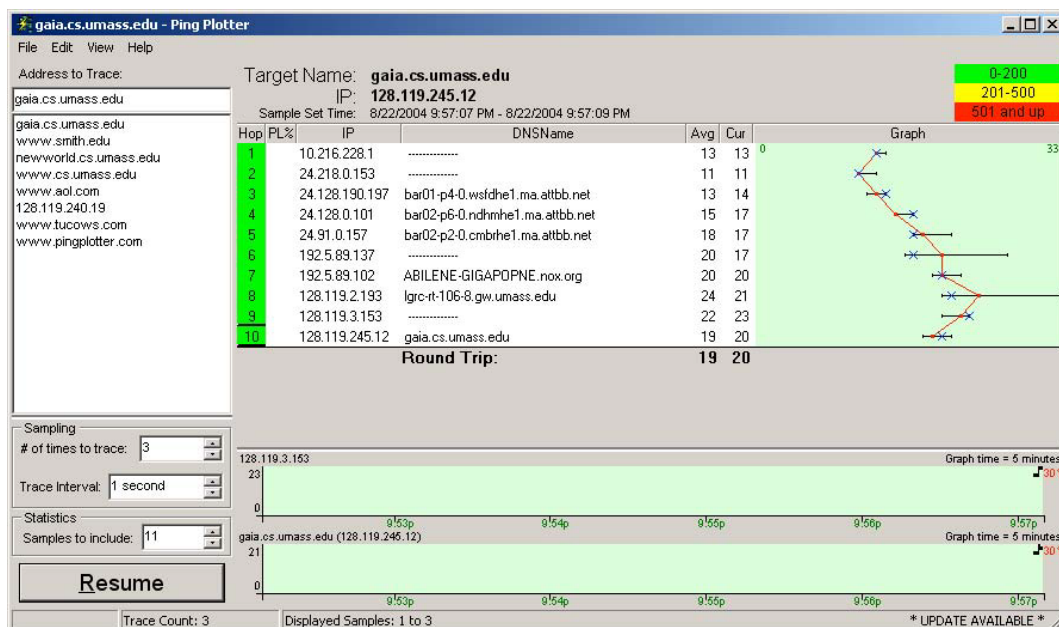 gaia.cs.umass.edu - Ping Plotter
File Edit View Help
Address to Trace:
gaia.cs.umass.edu
gaia.cs.umass.edu
www.smith.edu
newworld.cs.umass.edu
www.cs.umass.edu
www.aol.com
128.119.240.19
www.tucows.com
www.pingplotter.com
Target Name: gaia.cs.umass.edu
IP: 128.119.245.12
Sample Set Time: 8/22/2004 9:57:07 PM - 8/22/2004 9:57:09 PM
0-200
201-500
501 and up
Hop PL% IP DNSName Avg Cur Graph
0 33
1 10.216.228.1 ------------- 13 13
2 24.218.0.153 ------------- 11 11
3 24.128.190.197 bar01-p4-0.wsfdhe1.ma.attbb.net 13 14
4 24.128.0.101 bar02-p6-0.ndhmhe1.ma.attbb.net 15 17
5 24.91.0.157 bar02-p2-0.cmbrhe1.ma.attbb.net 18 17
6 192.5.89.137 ------------- 20 17
7 192.5.89.102 ABILENE-GIGAPOPNE.nox.org 20 20
8 128.119.2.193 lgrc-rt-106-8.gw.umass.edu 24 21
9 128.119.3.153 ------------- 22 23
10 128.119.245.12 gaia.cs.umass.edu 19 20
Round Trip: 19 20
Sampling
# of times to trace: 3
Trace Interval: 1 second
Statistics
Samples to include: 11
Resume
128.119.3.153 Graph time = 5 minutes
23 30
0
9:53p 9:54p 9:55p 9:56p 9:57p
gaia.cs.umass.edu (128.119.245.12) Graph time = 5 minutes
21 30
0
9:53p 9:54p 9:55p 9:56p 9:57p
Trace Count: 3 Displayed Samples: 1 to 3 * UPDATE AVAILABLE *